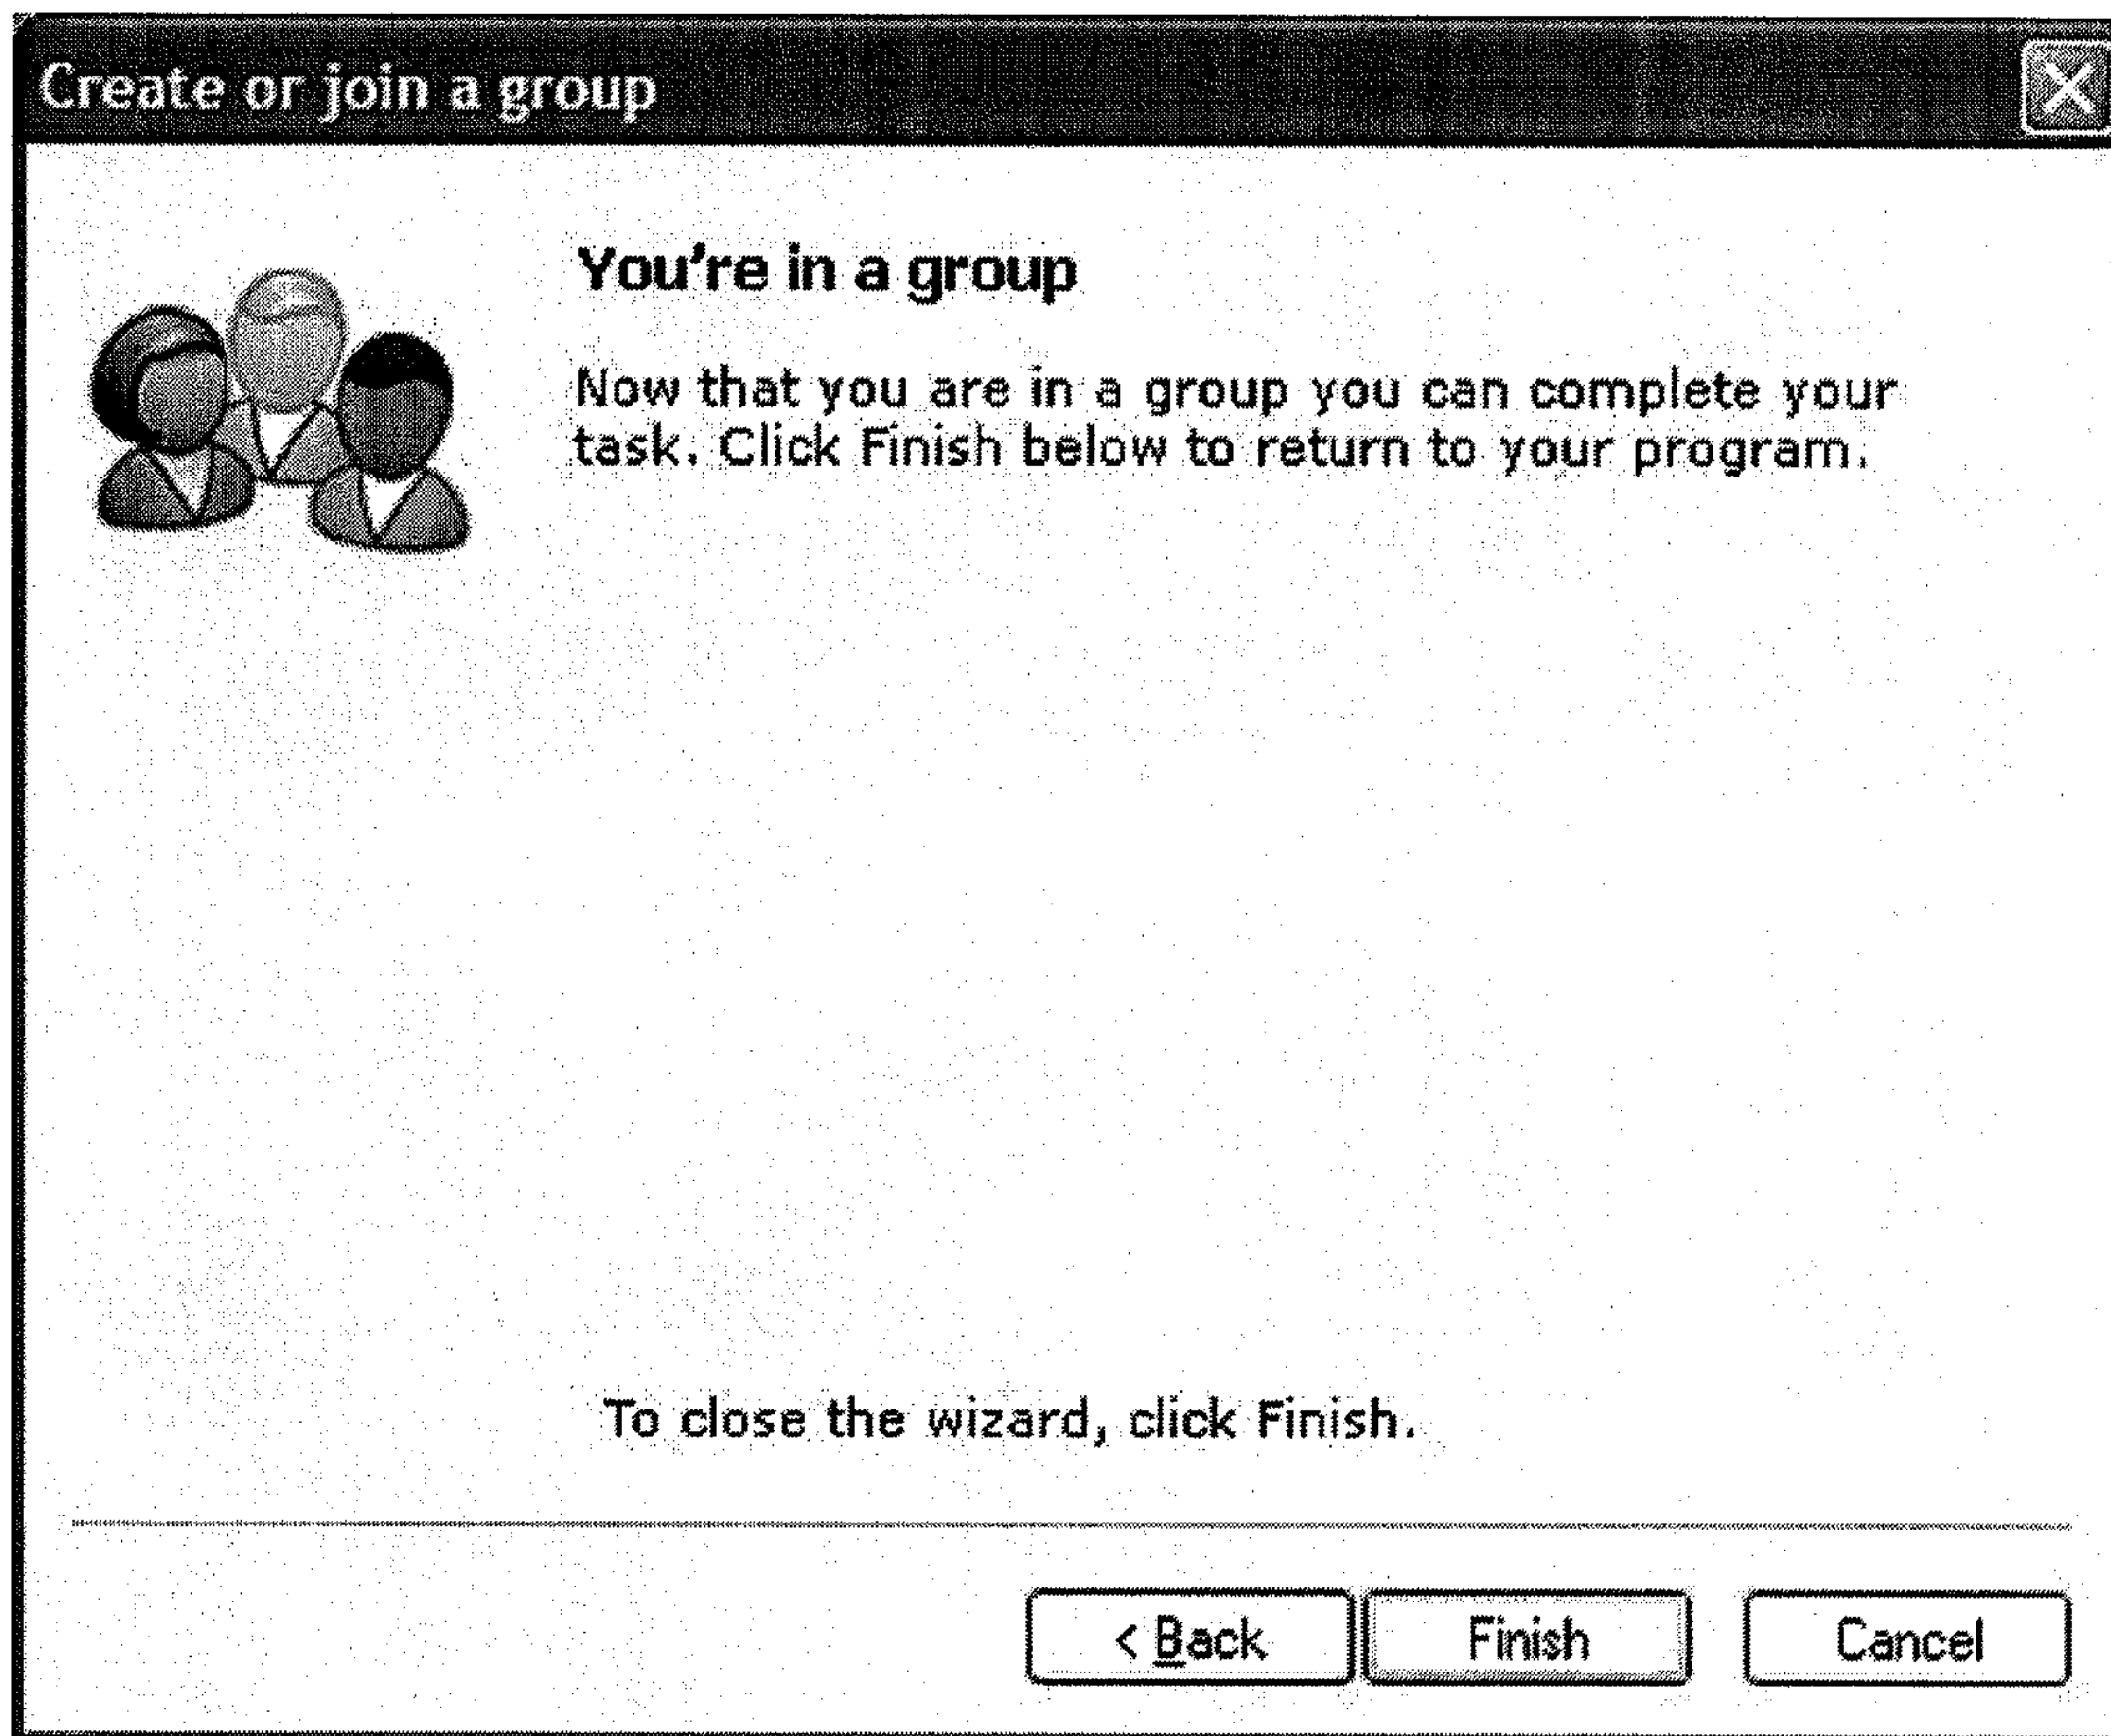 Create or join a group
You're in a group
Now that you are in a group you can complete your
task. Click Finish below to return to your program.
To close the wizard, click Finish.
< Back
Finish
Cancel